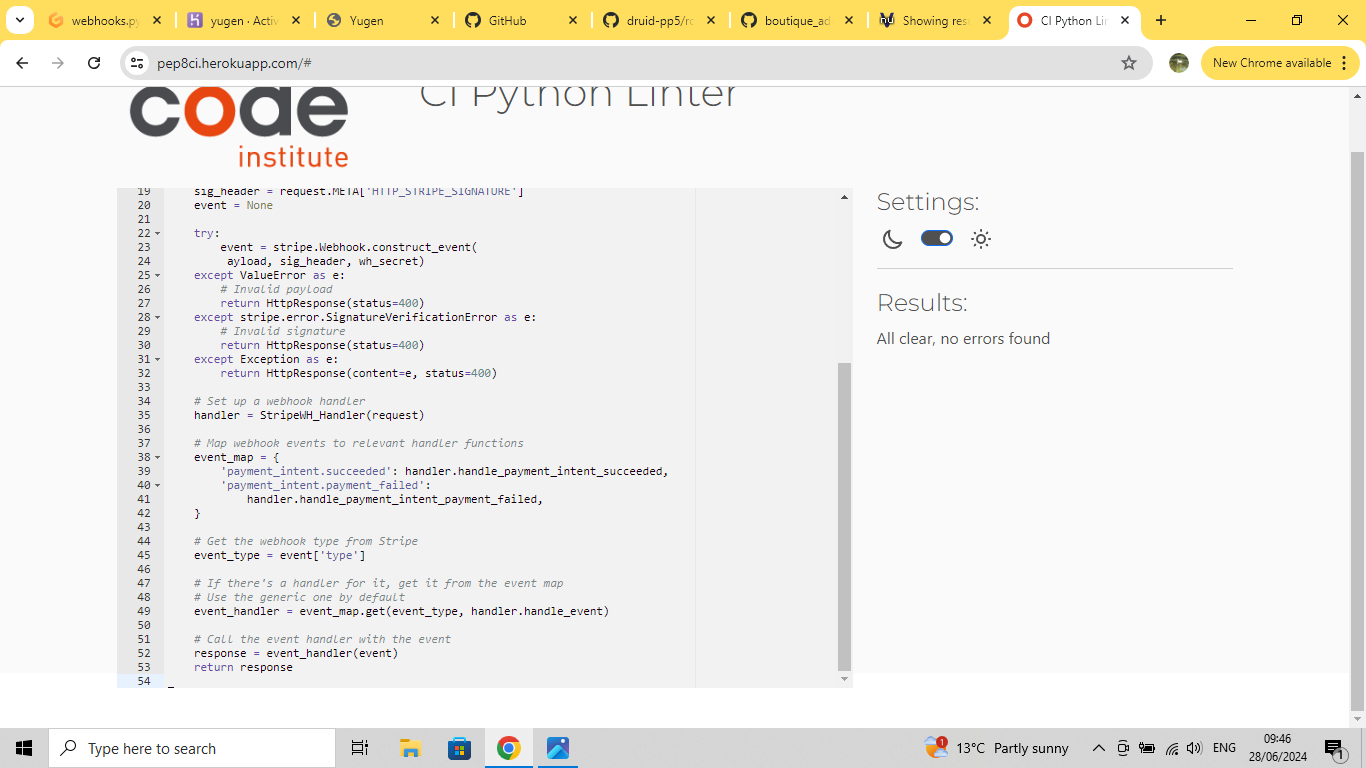 webhooks.py
yugen · Activ
Yugen
GitHub
druid-pp5/ro
boutique_ad
Showing res
CI Python Lin
pep8ci.herokuapp.com/#
New Chrome available
code
institute
CI Python Linter
19 sig_header = request.META['HTTP_STRIPE_SIGNATURE']
20 event = None
21
22 try:
23 event = stripe.Webhook.construct_event(
24 ayload, sig_header, wh_secret)
25 except ValueError as e:
26 # Invalid payload
27 return HttpResponse(status=400)
28 except stripe.error.SignatureVerificationError as e:
29 # Invalid signature
30 return HttpResponse(status=400)
31 except Exception as e:
32 return HttpResponse(content=e, status=400)
33
34 # Set up a webhook handler
35 handler = StripeWH_Handler(request)
36
37 # Map webhook events to relevant handler functions
38 event_map = {
39 'payment_intent.succeeded': handler.handle_payment_intent_succeeded,
40 'payment_intent.payment_failed':
41 handler.handle_payment_intent_payment_failed,
42 }
43
44 # Get the webhook type from Stripe
45 event_type = event['type']
46
47 # If there's a handler for it, get it from the event map
48 # Use the generic one by default
49 event_handler = event_map.get(event_type, handler.handle_event)
50
51 # Call the event handler with the event
52 response = event_handler(event)
53 return response
54
Settings:
Results:
All clear, no errors found
Type here to search
1
13°C Partly sunny
ENG
09:46
28/06/2024
1